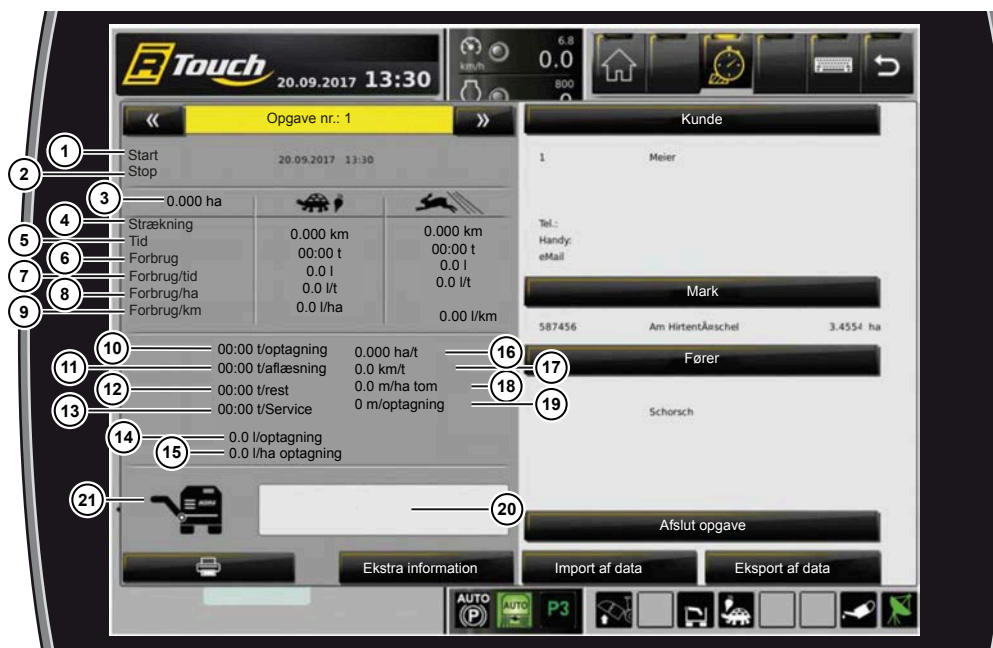 R Touch
20.09.2017 13:30
km/h 0.0 6.8
800
« Opgave nr.: 1 »
1 Start 20.09.2017 13:30
2 Stop
3 0.000 ha
4 Strækning 0.000 km 0.000 km
5 Tid 00:00 t 00:00 t
6 Forbrug 0.0 l 0.0 l
7 Forbrug/tid 0.0 l/t 0.0 l/t
8 Forbrug/ha 0.0 l/ha
9 Forbrug/km 0.00 l/km
10 00:00 t/optagning 0.000 ha/t 16
11 00:00 t/aflæsning 0.0 km/t 17
12 00:00 t/rest 0.0 m/ha tom 18
13 00:00 t/Service 0 m/optagning 19
14 0.0 l/optagning
15 0.0 l/ha optagning
21
20
Ekstra information
Kunde
1 Meier
Tel.:
Handy:
eMail
Mark
587456 Am HirtentÃ¤schel 3.4554 ha
Fører
Schorsch
Afslut opgave
Import af data
Eksport af data
AUTO
(P)
AUTO
P3